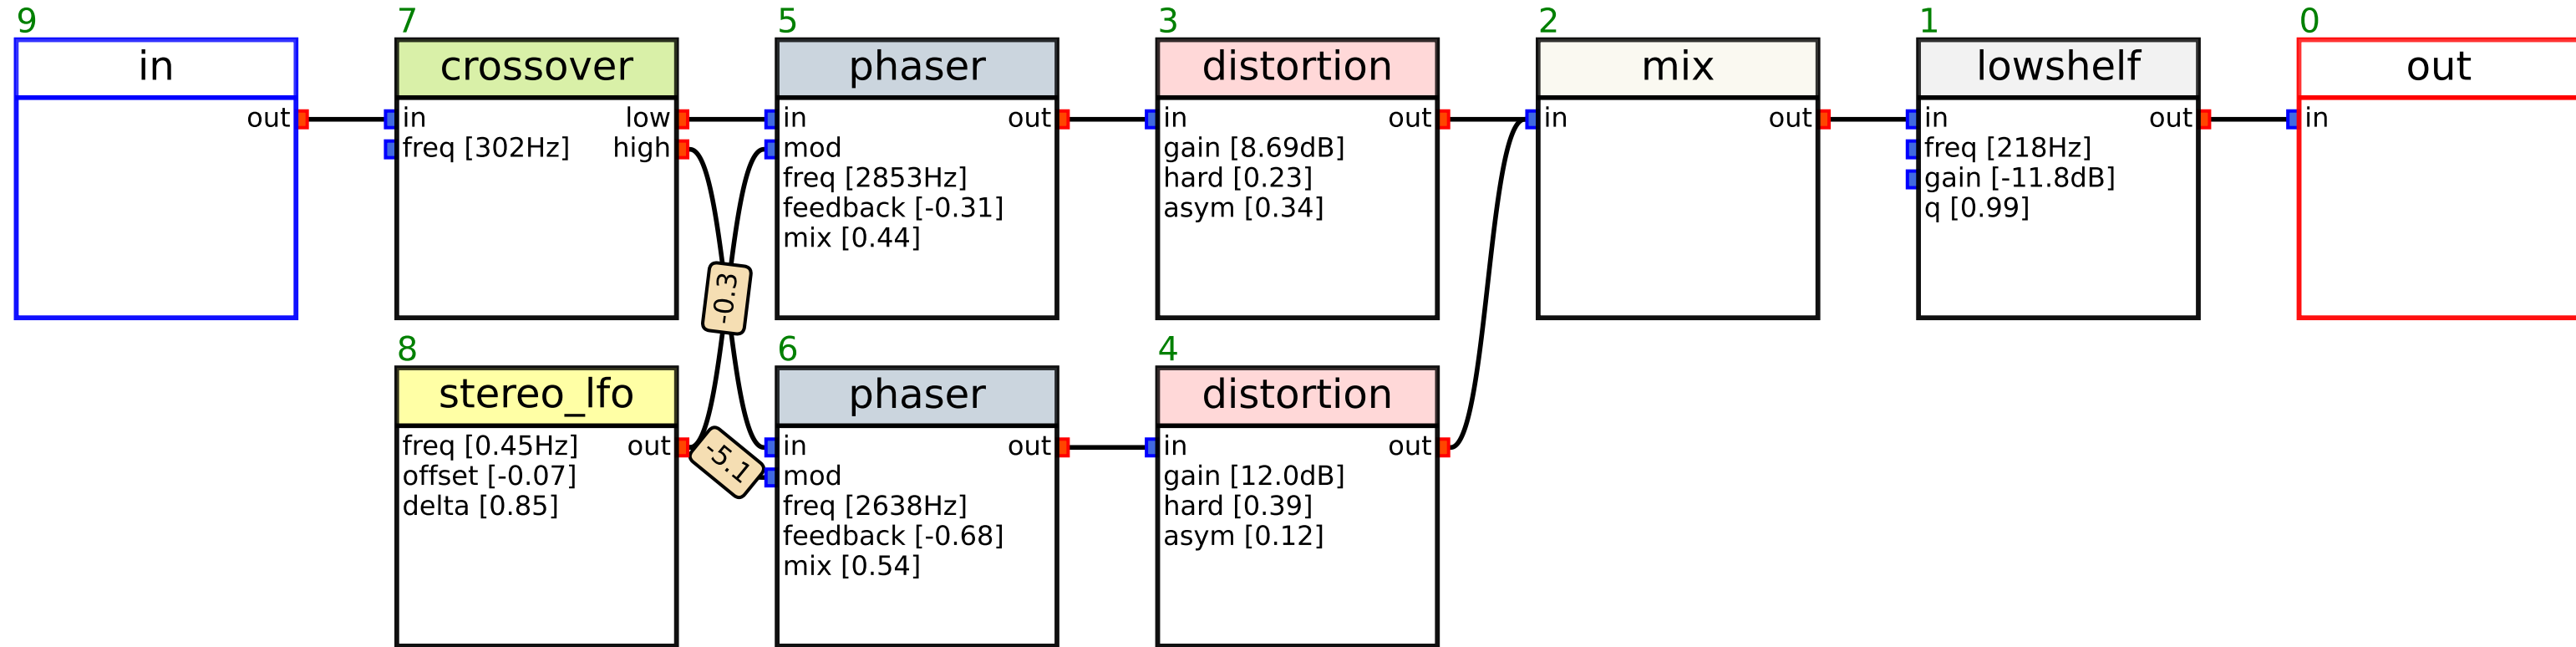 9
in
out
7
crossover
in low
freq [302Hz] high
5
phaser
in out
mod
freq [2853Hz]
feedback [-0.31]
mix [0.44]
3
distortion
in out
gain [8.69dB]
hard [0.23]
asym [0.34]
2
mix
in out
1
lowshelf
in out
freq [218Hz]
gain [-11.8dB]
q [0.99]
0
out
in
-0.3
8
stereo_lfo
freq [0.45Hz] out
offset [-0.07]
delta [0.85]
-5.1
6
phaser
in out
mod
freq [2638Hz]
feedback [-0.68]
mix [0.54]
4
distortion
in out
gain [12.0dB]
hard [0.39]
asym [0.12]